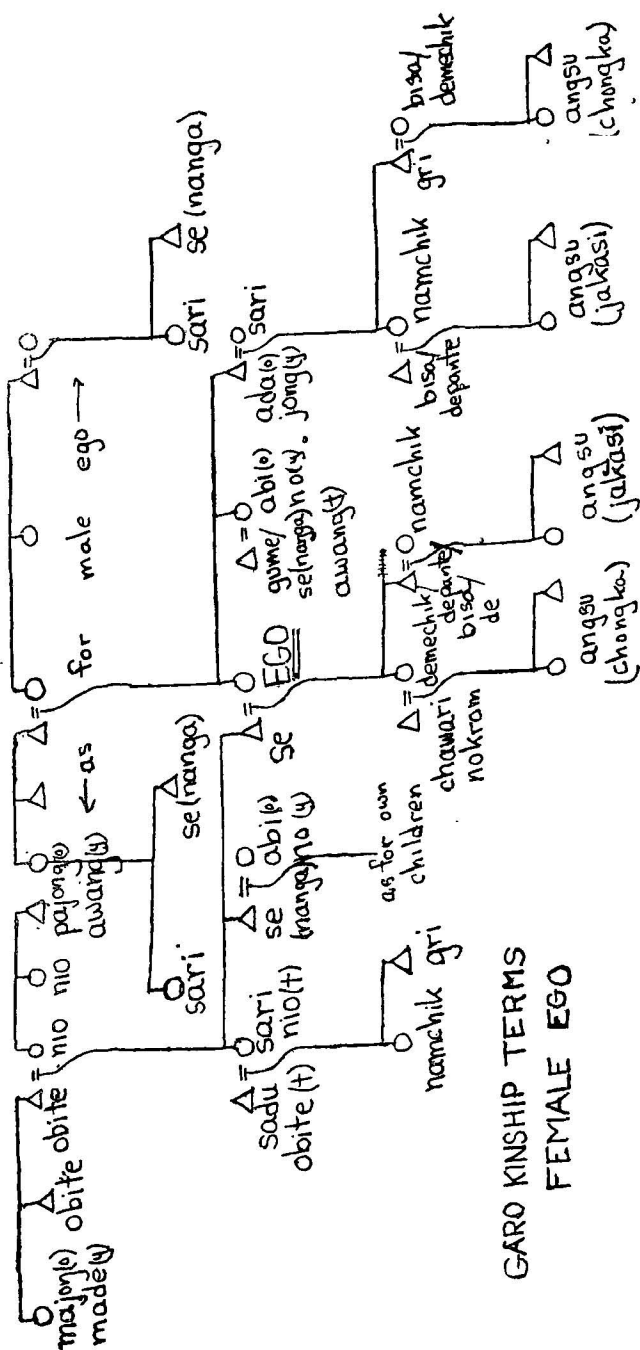 majon(o)
made(y)
obite
obite
nio
nio
pajong(o)
awang(y)
← as for male ego →
sari
se(nanga)
sari
se(nanga)
sadu
obite(t)
sari
nio(t)
se
(nanga)
abi(o)
no(y)
se
EGO
gume/
se(nanga)
awang(t)
abi(o)
no(y).
ada(o)
jong(y)
sari
namchik
gri
as for own
children
chawari
nokrom
demechik
depante/
bisa/
de
namchik
bisa/
depante
namchik
gri
bisa/
demechik
angsu
(chongka)
angsu
(jakasi)
angsu
(jakasi)
angsu
(chongka)
GARO KINSHIP TERMS
FEMALE EGO